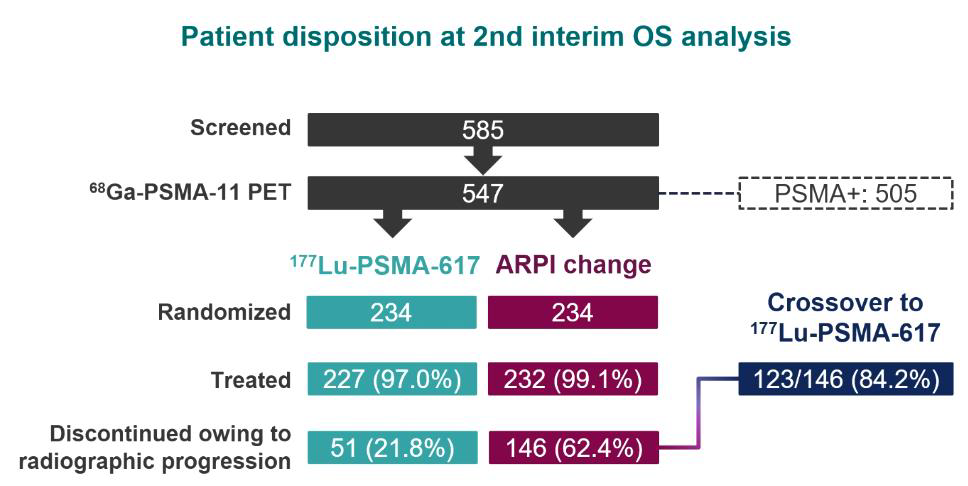 Patient disposition at 2nd interim OS analysis
Screened
585
⁶⁸Ga-PSMA-11 PET
547
PSMA+: 505
¹⁷⁷Lu-PSMA-617
ARPI change
Randomized
234
234
Crossover to
¹⁷⁷Lu-PSMA-617
Treated
227 (97.0%)
232 (99.1%)
123/146 (84.2%)
Discontinued owing to
radiographic progression
51 (21.8%)
146 (62.4%)